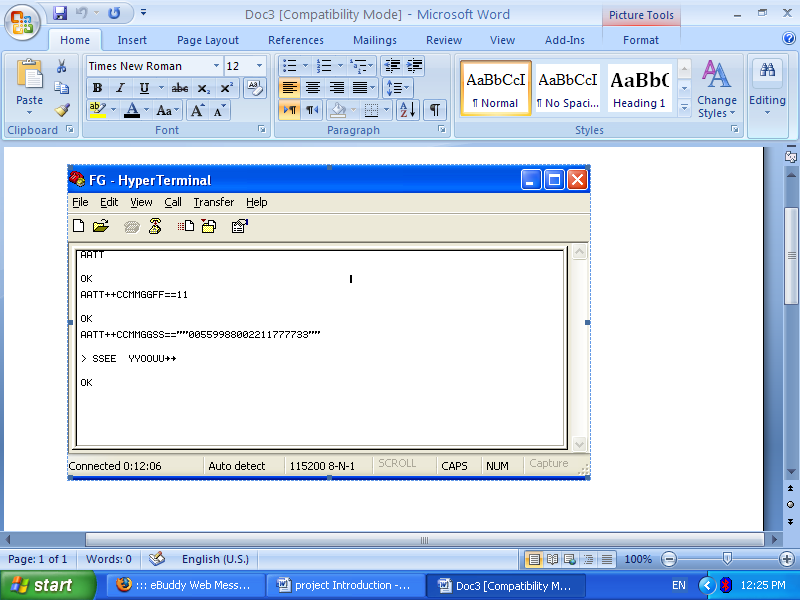 Doc3 [Compatibility Mode] - Microsoft Word
Picture Tools
Home Insert Page Layout References Mailings Review View Add-Ins Format
Paste
Clipboard
Times New Roman 12
B I U abc x₂ x² Aa
ab A Aa A A
Font
A Z ¶
Paragraph
AaBbCcI AaBbCcI AaBbC
¶ Normal ¶ No Spaci... Heading 1
Change Styles
Styles
Editing
FG - HyperTerminal
File Edit View Call Transfer Help
AATT
OK
AATT++CCMMGGFF==11
OK
AATT++CCMMGGSS==""""00559988002211777733""""
> SSEE YYOOUU++
OK
Connected 0:12:06 Auto detect 115200 8-N-1 SCROLL CAPS NUM Capture
Page: 1 of 1 Words: 0 English (U.S.) 100%
start ::: eBuddy Web Mess... project Introduction -... Doc3 [Compatibility M... EN 12:25 PM